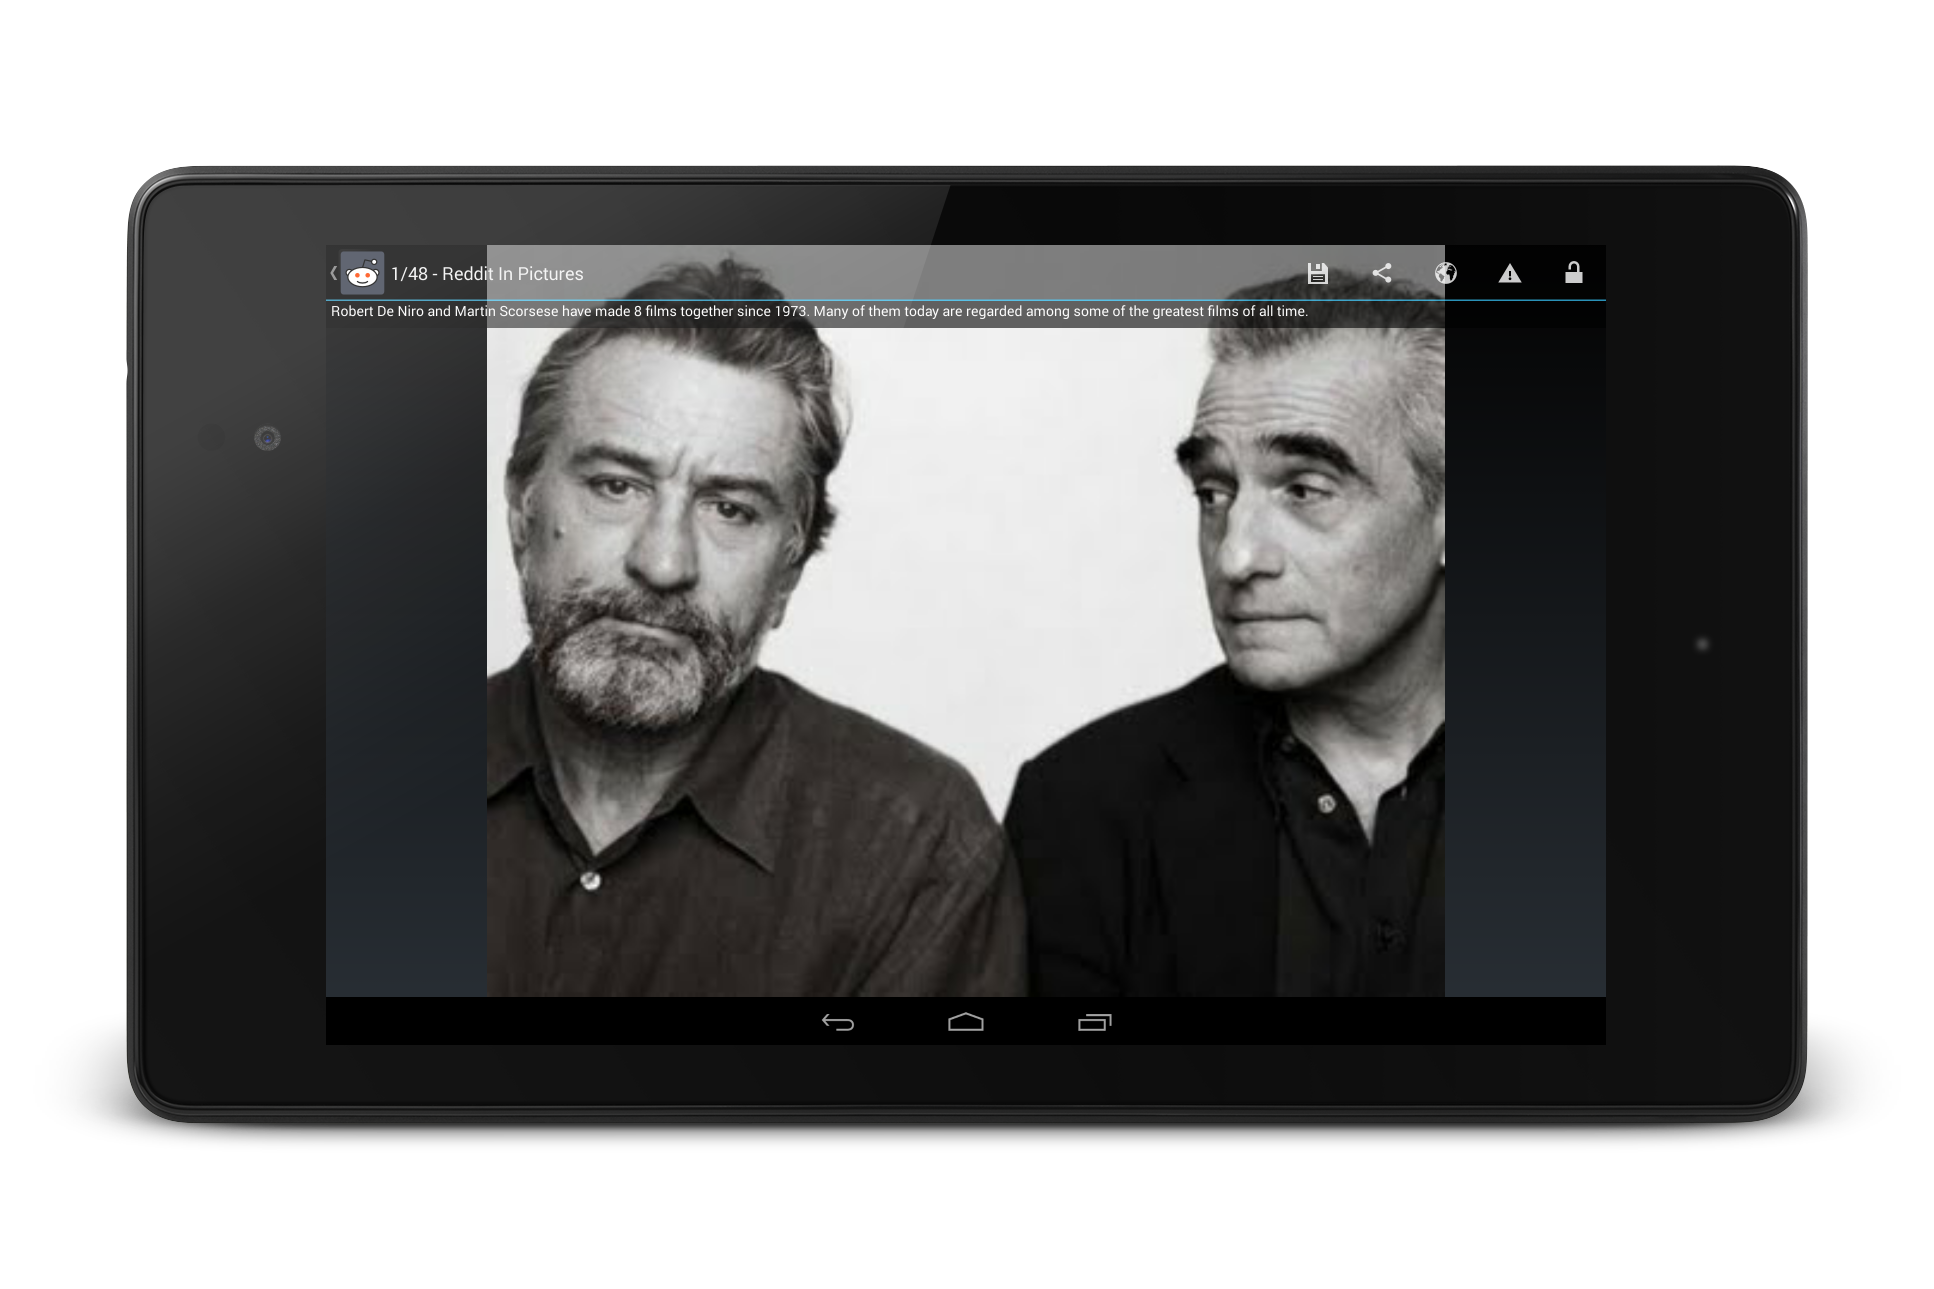 1/48 - Reddit In Pictures
Robert De Niro and Martin Scorsese have made 8 films together since 1973. Many of them today are regarded among some of the greatest films of all time.